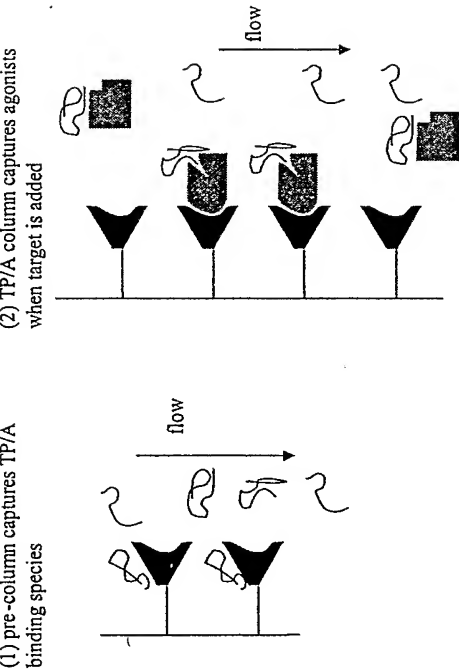 (1) pre-column captures TP/A
binding species
flow
(2) TP/A column captures agonists
when target is added
flow